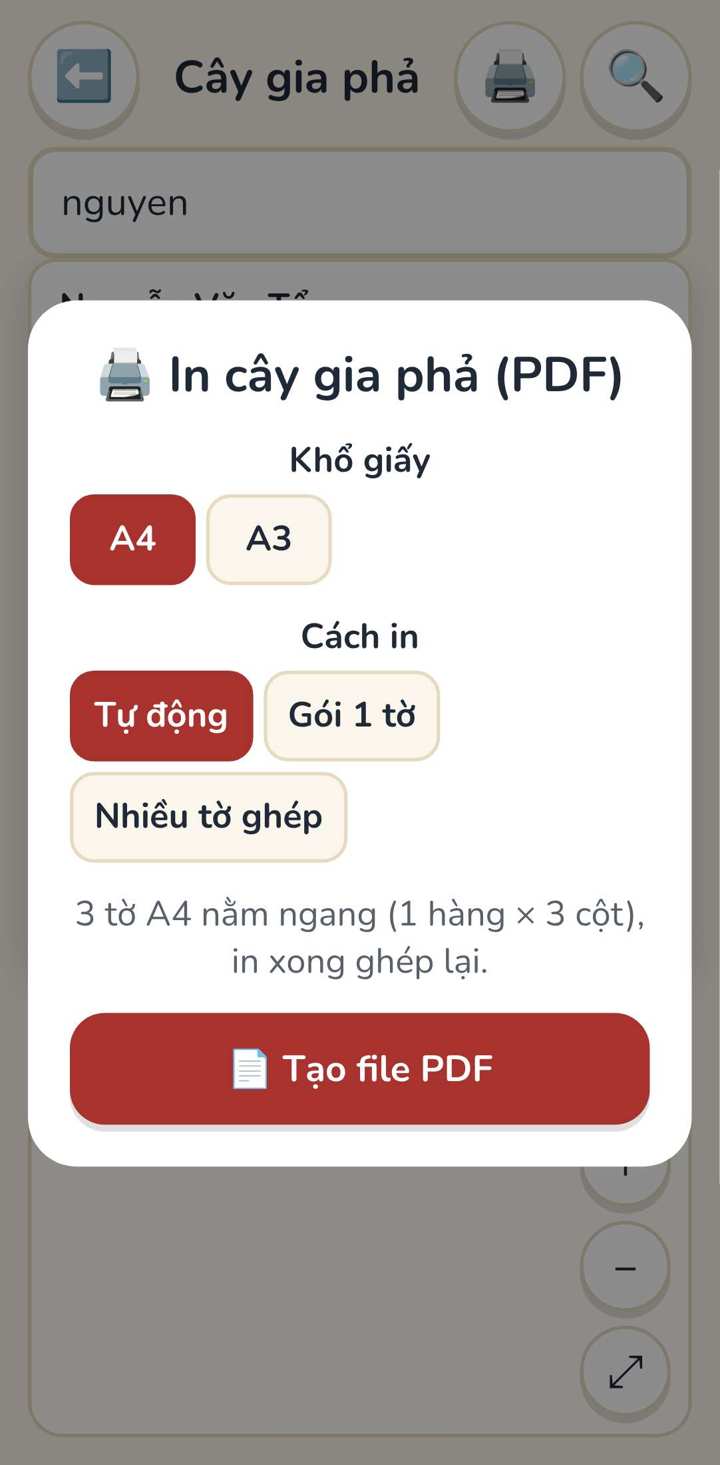 Cây gia phả
nguyen
In cây gia phả (PDF)
Khổ giấy
A4 A3
Cách in
Tự động Gói 1 tờ
Nhiều tờ ghép
3 tờ A4 nằm ngang (1 hàng × 3 cột),
in xong ghép lại.
Tạo file PDF